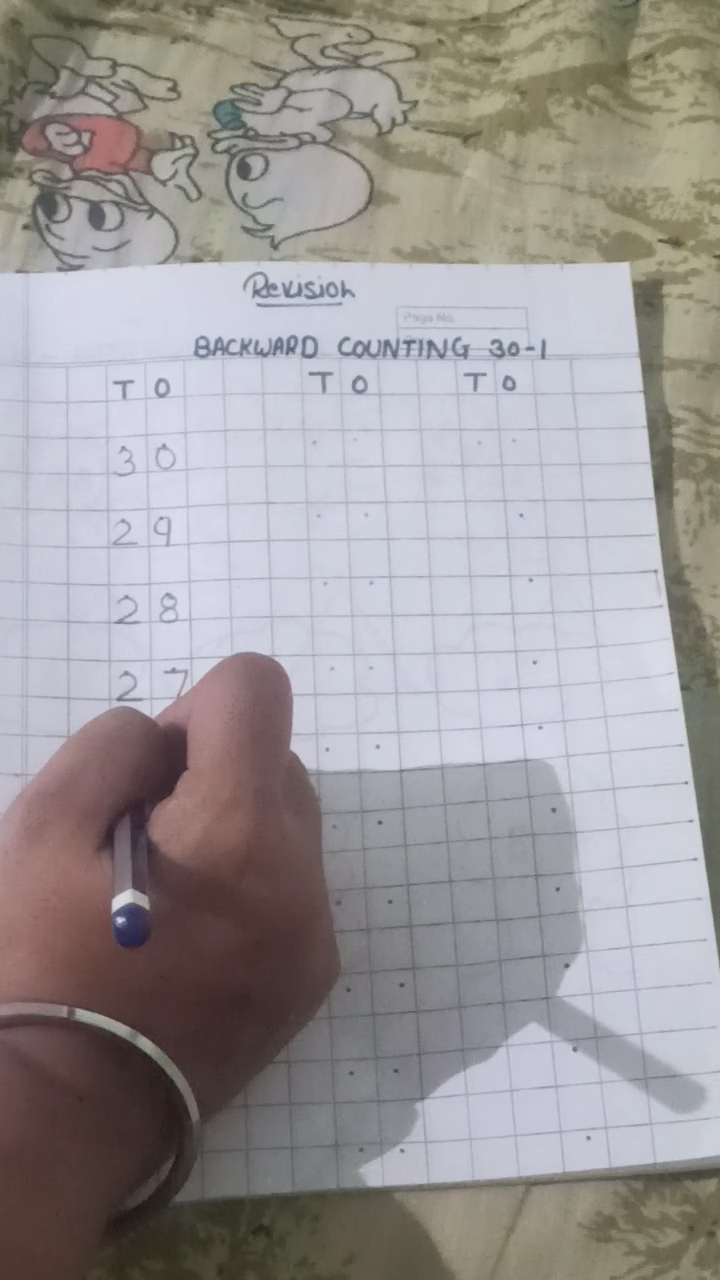 Revision
Page No.
BACKWARD COUNTING 30-1
T O T O T O
3 0
2 9
2 8
2 7